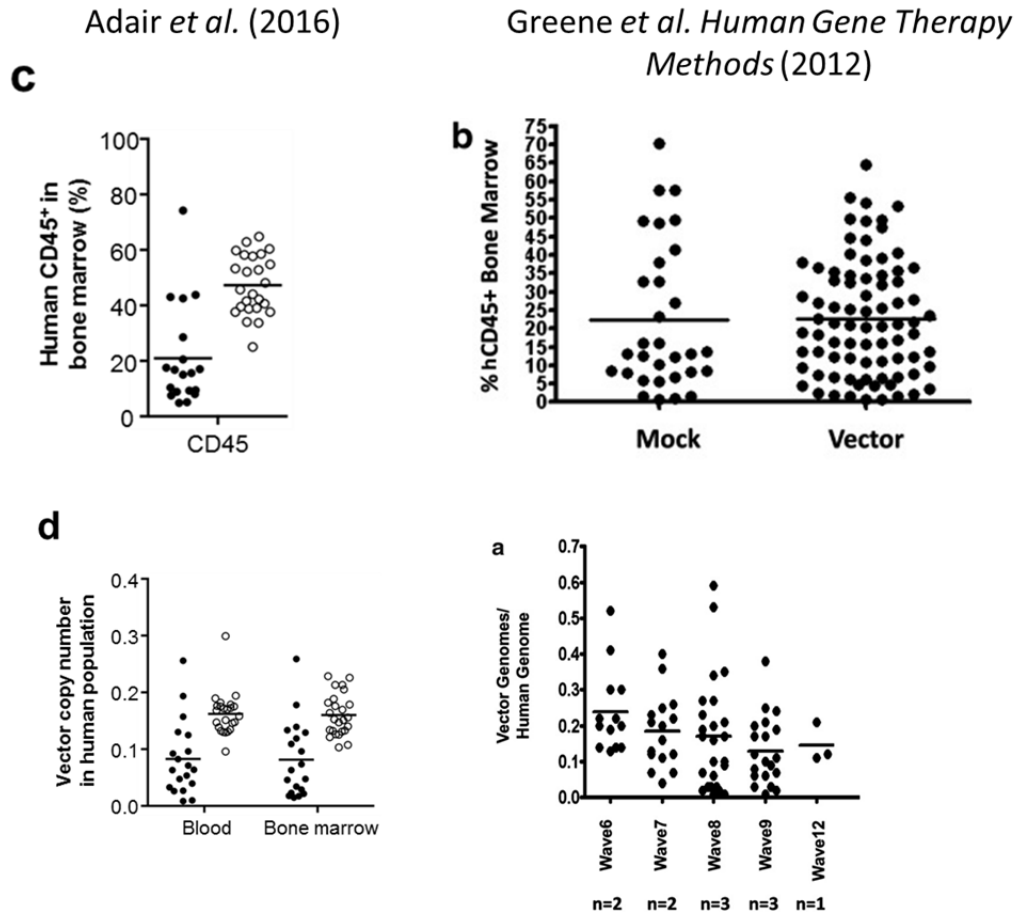 Adair et al. (2016)
Greene et al. Human Gene Therapy
Methods (2012)
c
Human CD45+ in
bone marrow (%)
100
80
60
40
20
0
CD45
b
%hCD45+ Bone Marrow
75
70
65
60
55
50
45
40
35
30
25
20
15
10
5
0
Mock
Vector
d
Vector copy number
in human population
0.4
0.3
0.2
0.1
0.0
Blood
Bone marrow
a
Vector Genomes/
Human Genome
0.7
0.6
0.5
0.4
0.3
0.2
0.1
0.0
Wave6
Wave7
Wave8
Wave9
Wave12
n=2
n=2
n=3
n=3
n=1